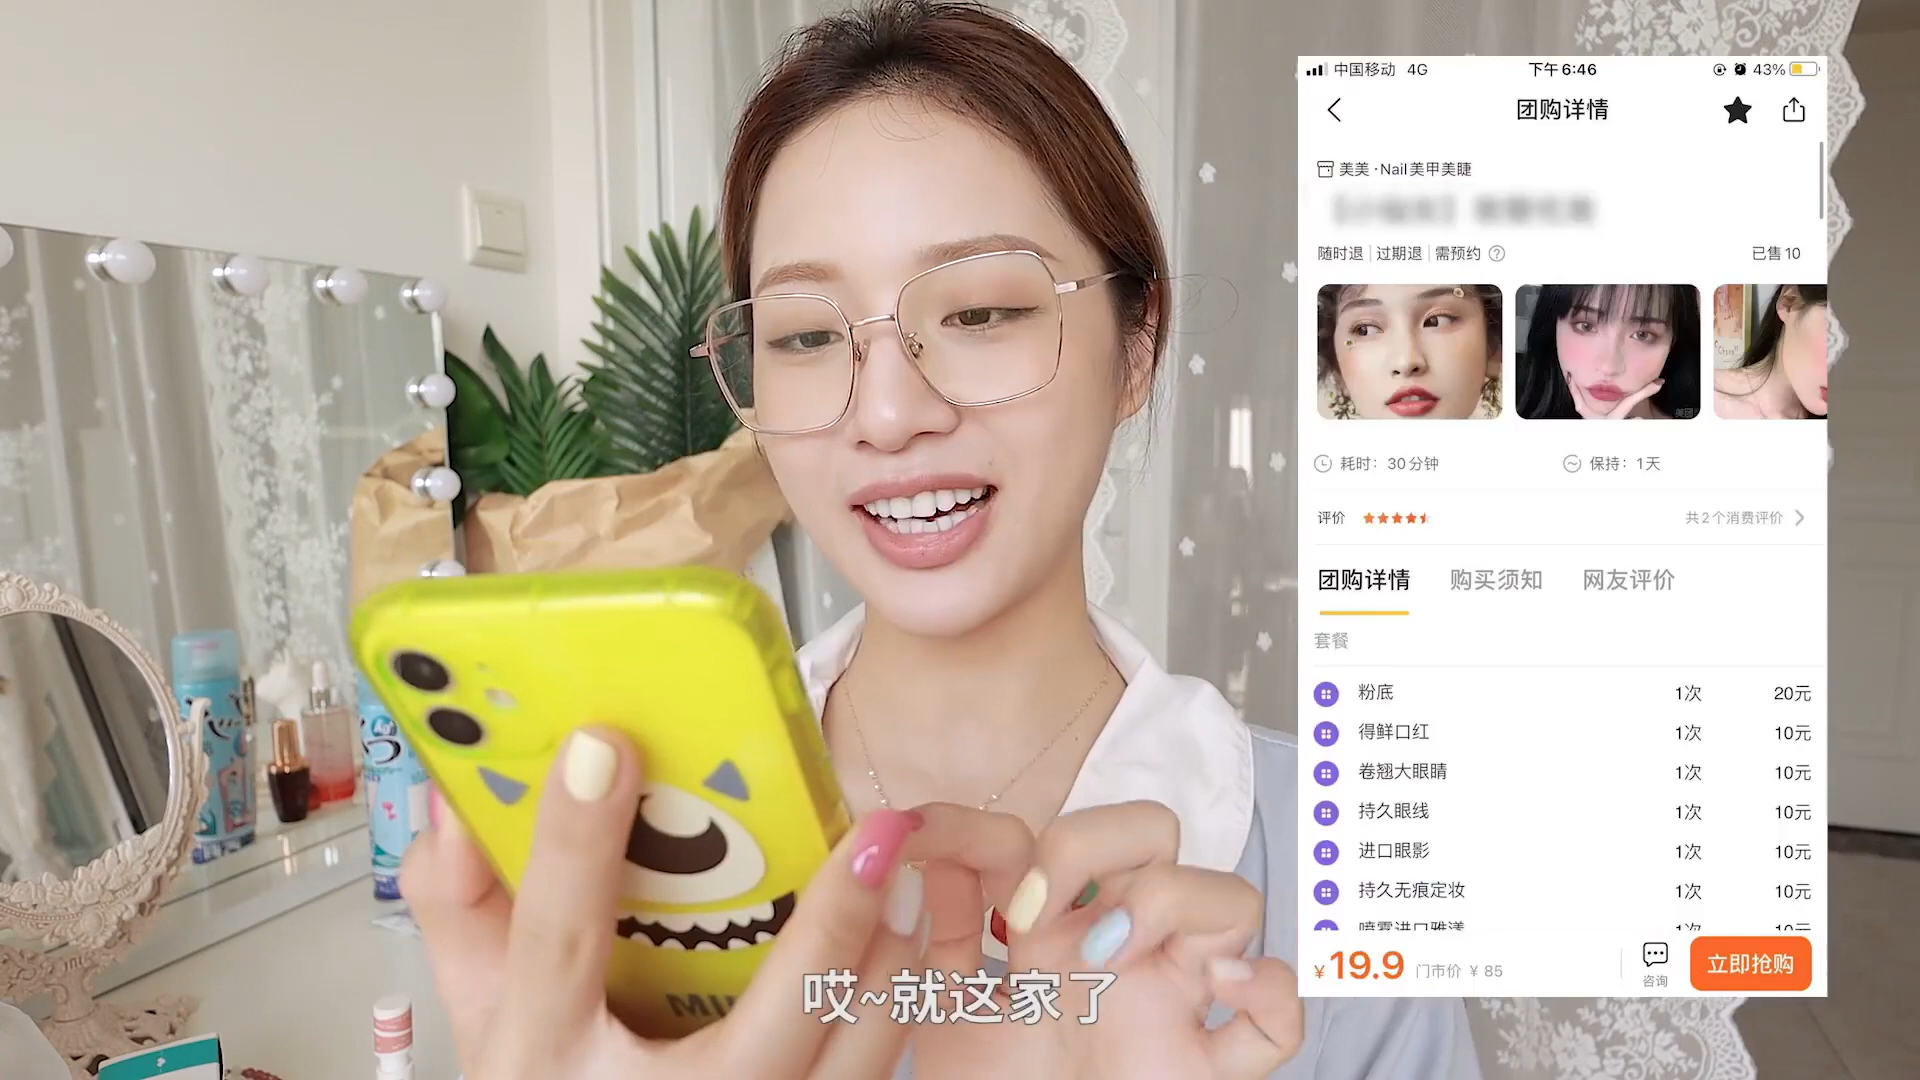 中国移动 4G
下午6:46
43%
团购详情
美美·Nail美甲美睫
随时退 过期退 需预约
已售10
耗时：30分钟
保持：1天
评价
共2个消费评价
团购详情 购买须知 网友评价
套餐
粉底 1次 20元
得鲜口红 1次 10元
卷翘大眼睛 1次 10元
持久眼线 1次 10元
进口眼影 1次 10元
持久无痕定妆 1次 10元
¥19.9 门市价 ¥85
咨询
立即抢购
哎~就这家了